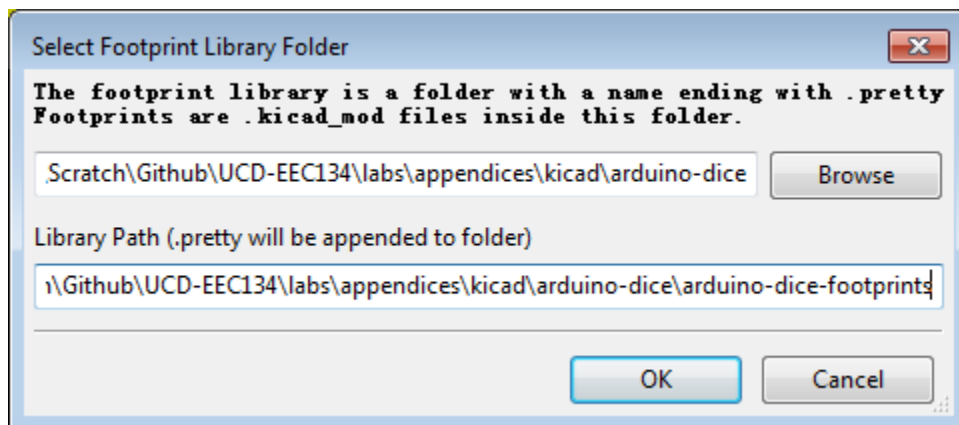 Select Footprint Library Folder
The footprint library is a folder with a name ending with .pretty
Footprints are .kicad_mod files inside this folder.
Scratch\Github\UCD-EEC134\labs\appendices\kicad\arduino-dice
Browse
Library Path (.pretty will be appended to folder)
\Github\UCD-EEC134\labs\appendices\kicad\arduino-dice\arduino-dice-footprints
OK
Cancel